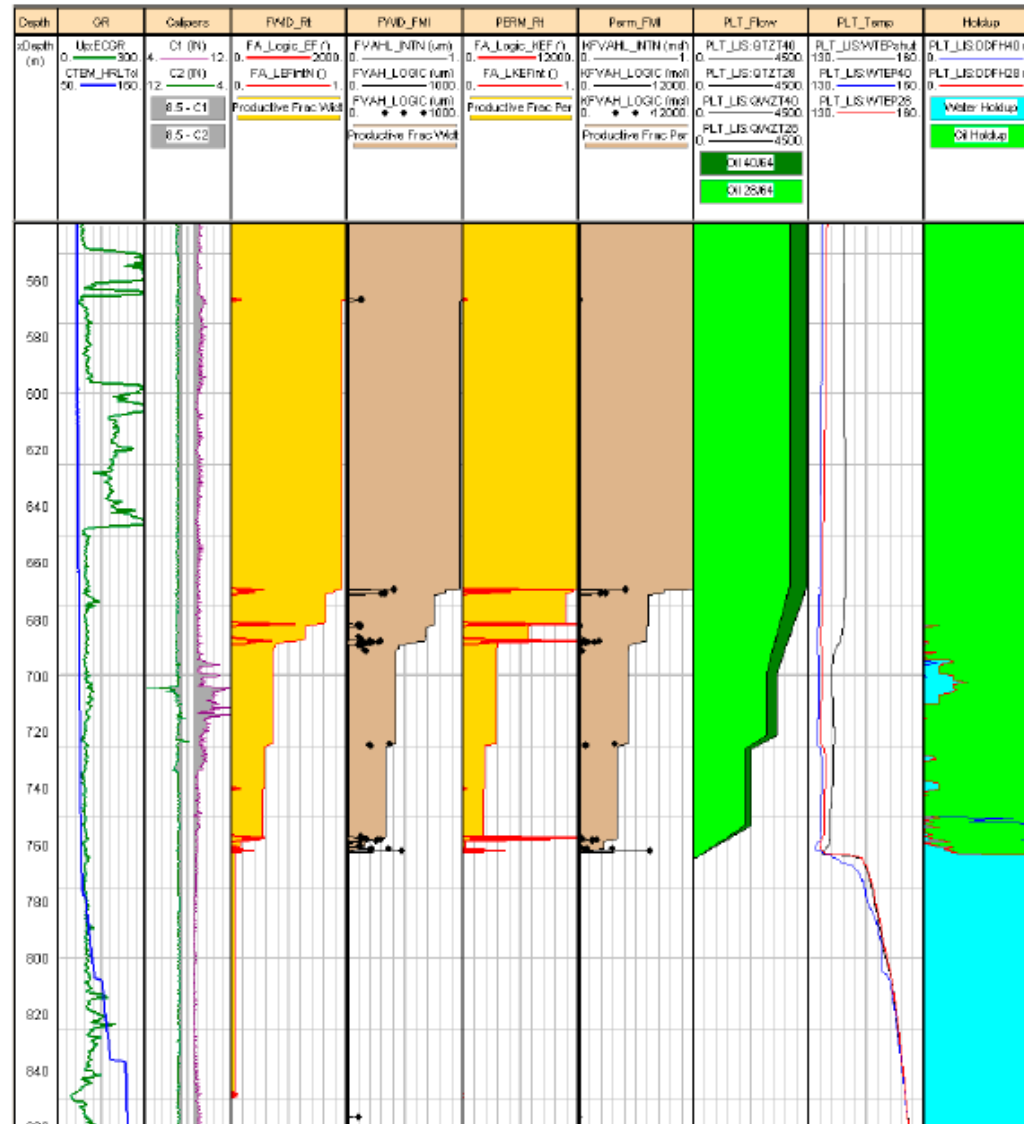 Depth GR Calipers FWID_Rt FWID_FMI PERM_Rt Perm_FMI PLT_Flow PLT_Temp Holdup
xDepth (m)
Up:ECGR
0. 300.
CTEM_HRLT
50. 160.
C1 (IN)
4. 12.
C2 (IN)
12. 4.
8.5 - C1
8.5 - C2
FA_Logic_EF ()
0. 2000.
FA_LEFIntN ()
0. 1.
Productive Frac Widt
FVAHL_INTN (um)
0. 1.
FVAH_LOGIC (um)
0. 1000.
FVAH_LOGIC (um)
0. 1000.
Productive Frac Widt
FA_Logic_KEF ()
0. 12000.
FA_LKEFInt ()
0. 1.
Productive Frac Per
KFVAHL_INTN (md)
0. 1.
KFVAH_LOGIC (md)
0. 12000.
KFVAH_LOGIC (md)
0. 12000.
Productive Frac Per
PLT_LIS:QTZT40
0. 4500.
PLT_LIS:QTZT28
0. 4500.
PLT_LIS:QWZT40
0. 4500.
PLT_LIS:QWZT28
0. 4500.
Oil 40/64
Oil 28/64
PLT_LIS:WTEPshut
130. 160.
PLT_LIS:WTEP40
130. 160.
PLT_LIS:WTEP28
130. 160.
PLT_LIS:DDFH40
0.
PLT_LIS:DDFH28
0.
Water Holdup
Oil Holdup
560
580
600
620
640
660
680
700
720
740
760
780
800
820
840